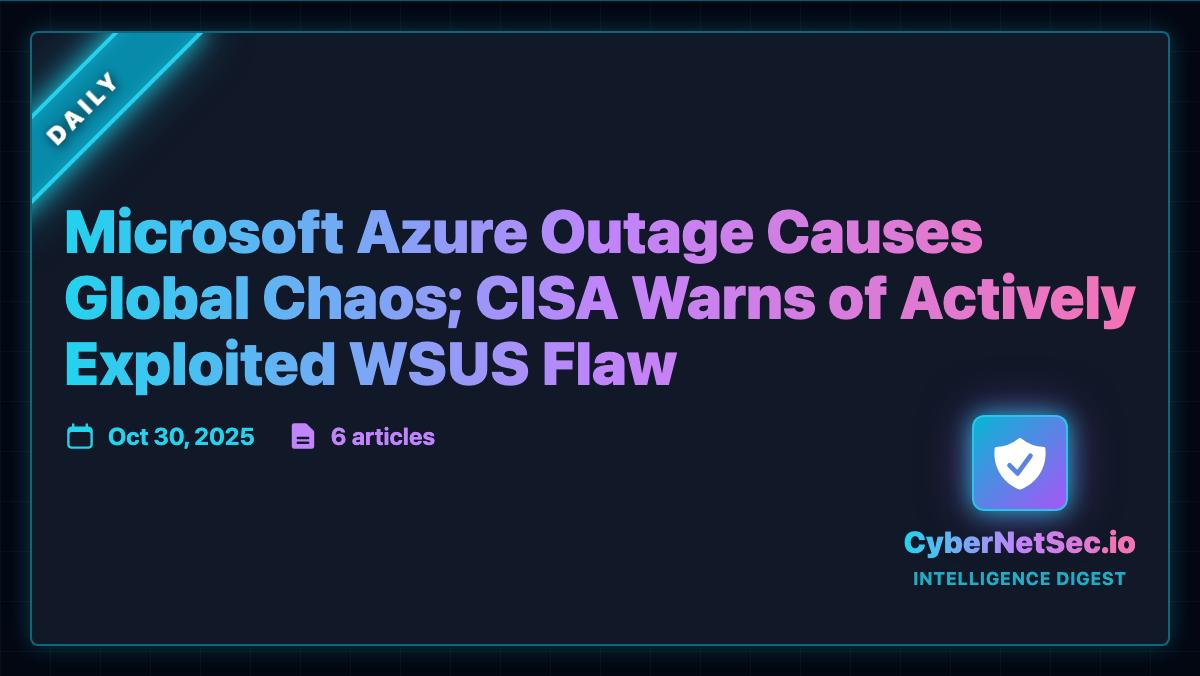 DAILY
Microsoft Azure Outage Causes
Global Chaos; CISA Warns of Actively
Exploited WSUS Flaw
Oct 30, 2025 6 articles
CyberNetSec.io
INTELLIGENCE DIGEST